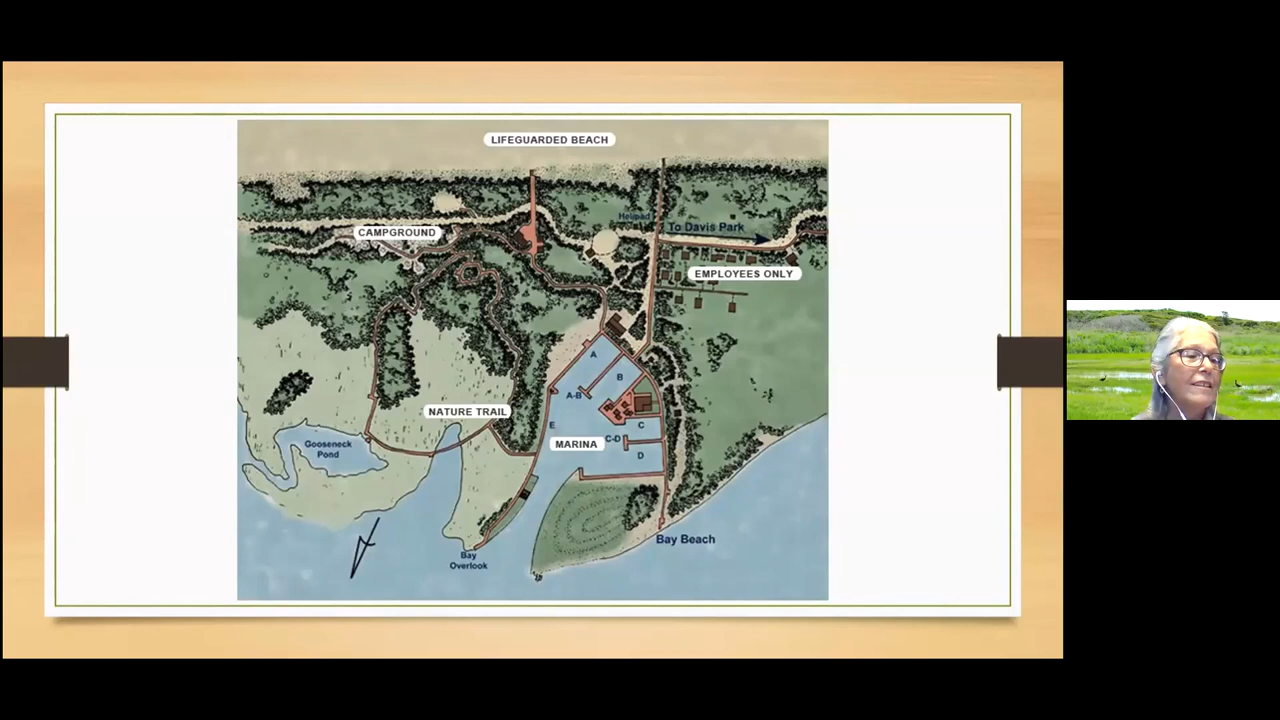 LIFEGUARDED BEACH
Helipad
To Davis Park
CAMPGROUND
EMPLOYEES ONLY
A
B
A-B
NATURE TRAIL
E
C
C-D
MARINA
Gooseneck
Pond
D
Bay Beach
Bay
Overlook